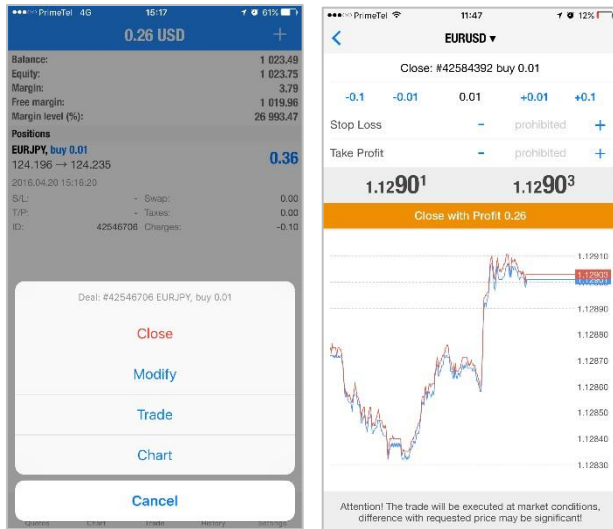 PrimeTel 4G 15:17 61%
0.26 USD +
Balance: 1 023.49
Equity: 1 023.75
Margin: 3.79
Free margin: 1 019.96
Margin level (%): 26 993.47
Positions
EURJPY, buy 0.01
124.196 → 124.235 0.36
2016.04.20 15:16:20
S/L: - Swap: 0.00
T/P: - Taxes: 0.00
ID: 42546706 Charges: -0.10
Deal: #42546706 EURJPY, buy 0.01
Close
Modify
Trade
Chart
Cancel
Quotes Chart Trade History Settings
PrimeTel 11:47 12%
EURUSD ▾
Close: #42584392 buy 0.01
-0.1 -0.01 0.01 +0.01 +0.1
Stop Loss - prohibited +
Take Profit - prohibited +
1.12901 1.12903
Close with Profit 0.26
1.12910
1.12903
1.12901
1.12890
1.12880
1.12870
1.12860
1.12850
1.12840
1.12830
Attention! The trade will be executed at market conditions,
difference with requested price may be significant!